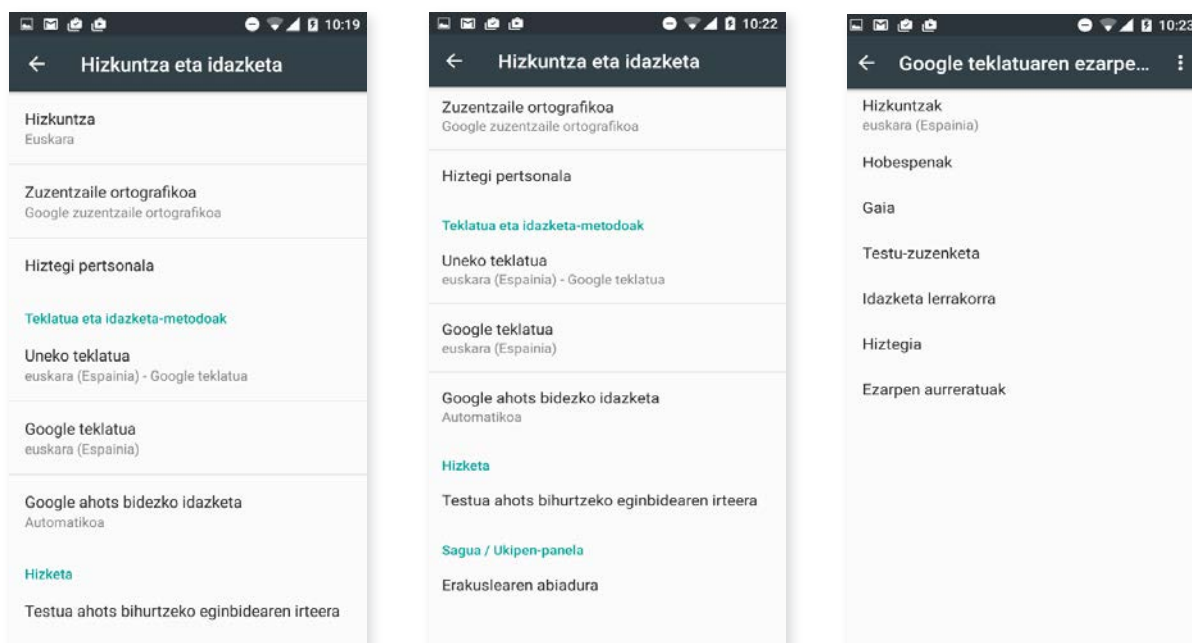 10:19
Hizkuntza eta idazketa
Hizkuntza
Euskara
Zuzentzaile ortografikoa
Google zuzentzaile ortografikoa
Hiztegi pertsonala
Teklatua eta idazketa-metodoak
Uneko teklatua
euskara (Espainia) - Google teklatua
Google teklatua
euskara (Espainia)
Google ahots bidezko idazketa
Automatikoa
Hizketa
Testua ahots bihurtzeko eginbidearen irteera
10:22
Hizkuntza eta idazketa
Zuzentzaile ortografikoa
Google zuzentzaile ortografikoa
Hiztegi pertsonala
Teklatua eta idazketa-metodoak
Uneko teklatua
euskara (Espainia) - Google teklatua
Google teklatua
euskara (Espainia)
Google ahots bidezko idazketa
Automatikoa
Hizketa
Testua ahots bihurtzeko eginbidearen irteera
Sagua / Ukipen-panela
Erakuslearen abiadura
10:23
Google teklatuaren ezarpe...
Hizkuntzak
euskara (Espainia)
Hobespenak
Gaia
Testu-zuzenketa
Idazketa lerrakorra
Hiztegia
Ezarpen aurreratuak